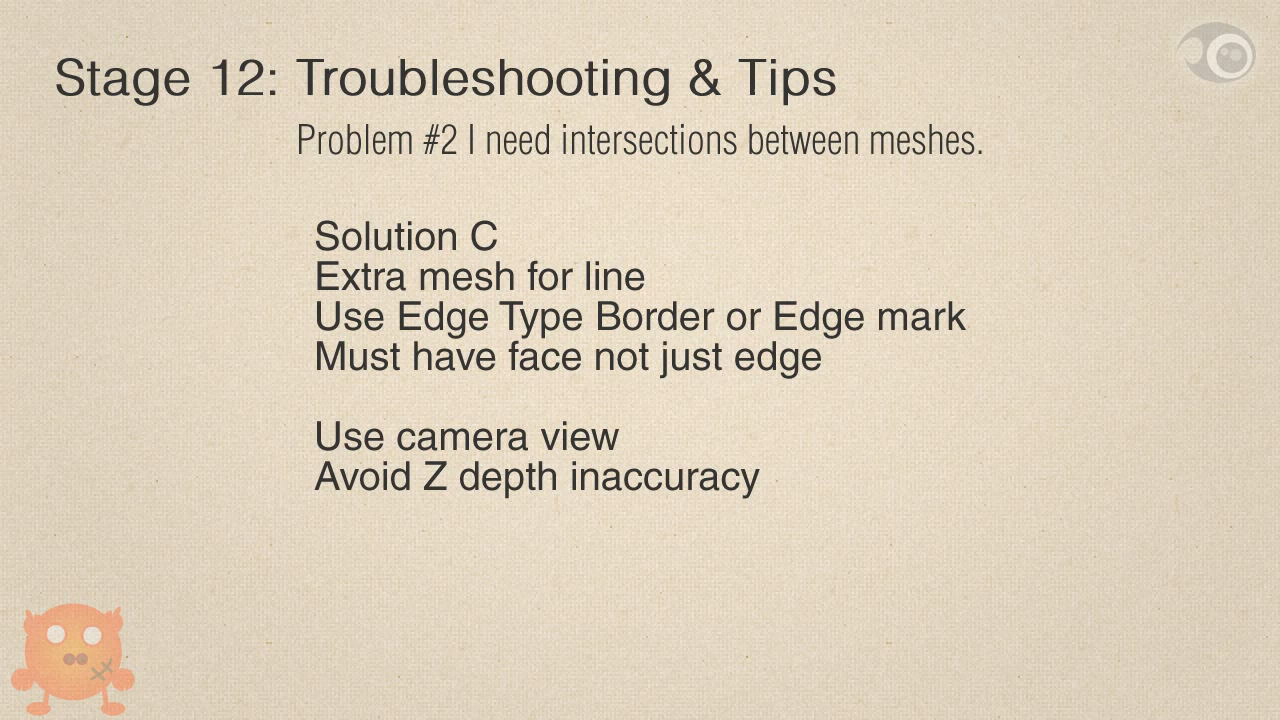 Stage 12: Troubleshooting & Tips
Problem #2 I need intersections between meshes.
Solution C
Extra mesh for line
Use Edge Type Border or Edge mark
Must have face not just edge
Use camera view
Avoid Z depth inaccuracy